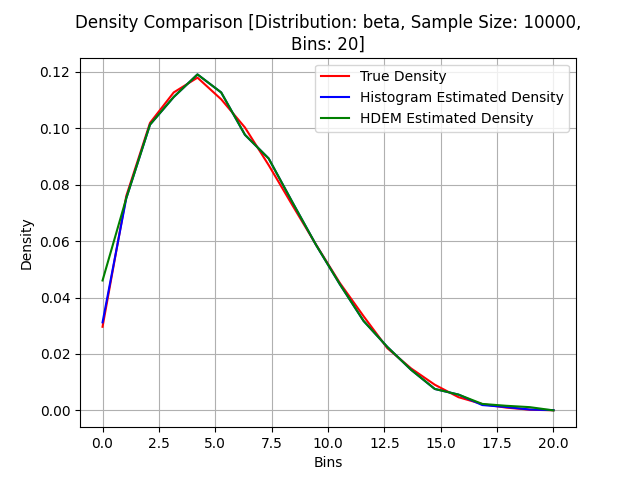 Density Comparison [Distribution: beta, Sample Size: 10000,
Bins: 20]
True Density
Histogram Estimated Density
HDEM Estimated Density
Density
0.12
0.10
0.08
0.06
0.04
0.02
0.00
0.0 2.5 5.0 7.5 10.0 12.5 15.0 17.5 20.0
Bins